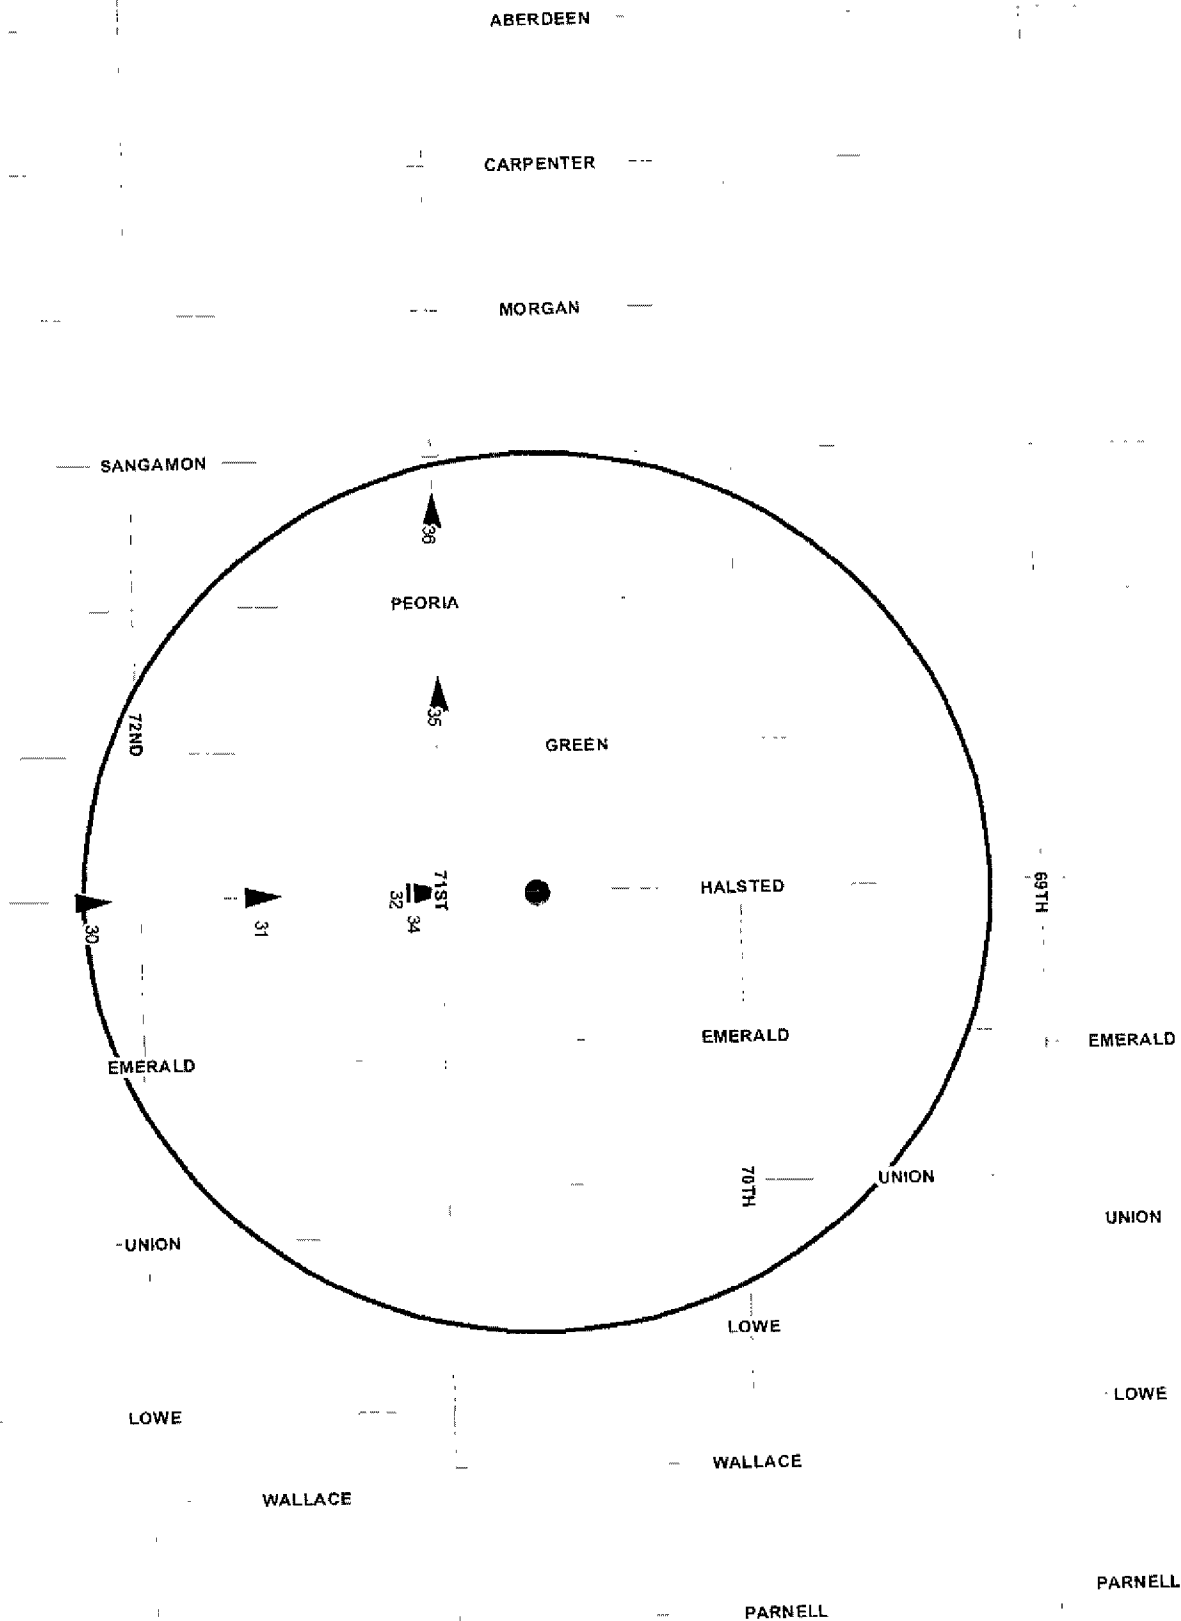 ABERDEEN
CARPENTER
MORGAN
SANGAMON
36
PEORIA
35
72ND
GREEN
71ST
HALSTED
69TH
32
34
30
31
EMERALD
EMERALD
EMERALD
70TH
UNION
UNION
UNION
LOWE
LOWE
LOWE
WALLACE
WALLACE
PARNELL
PARNELL